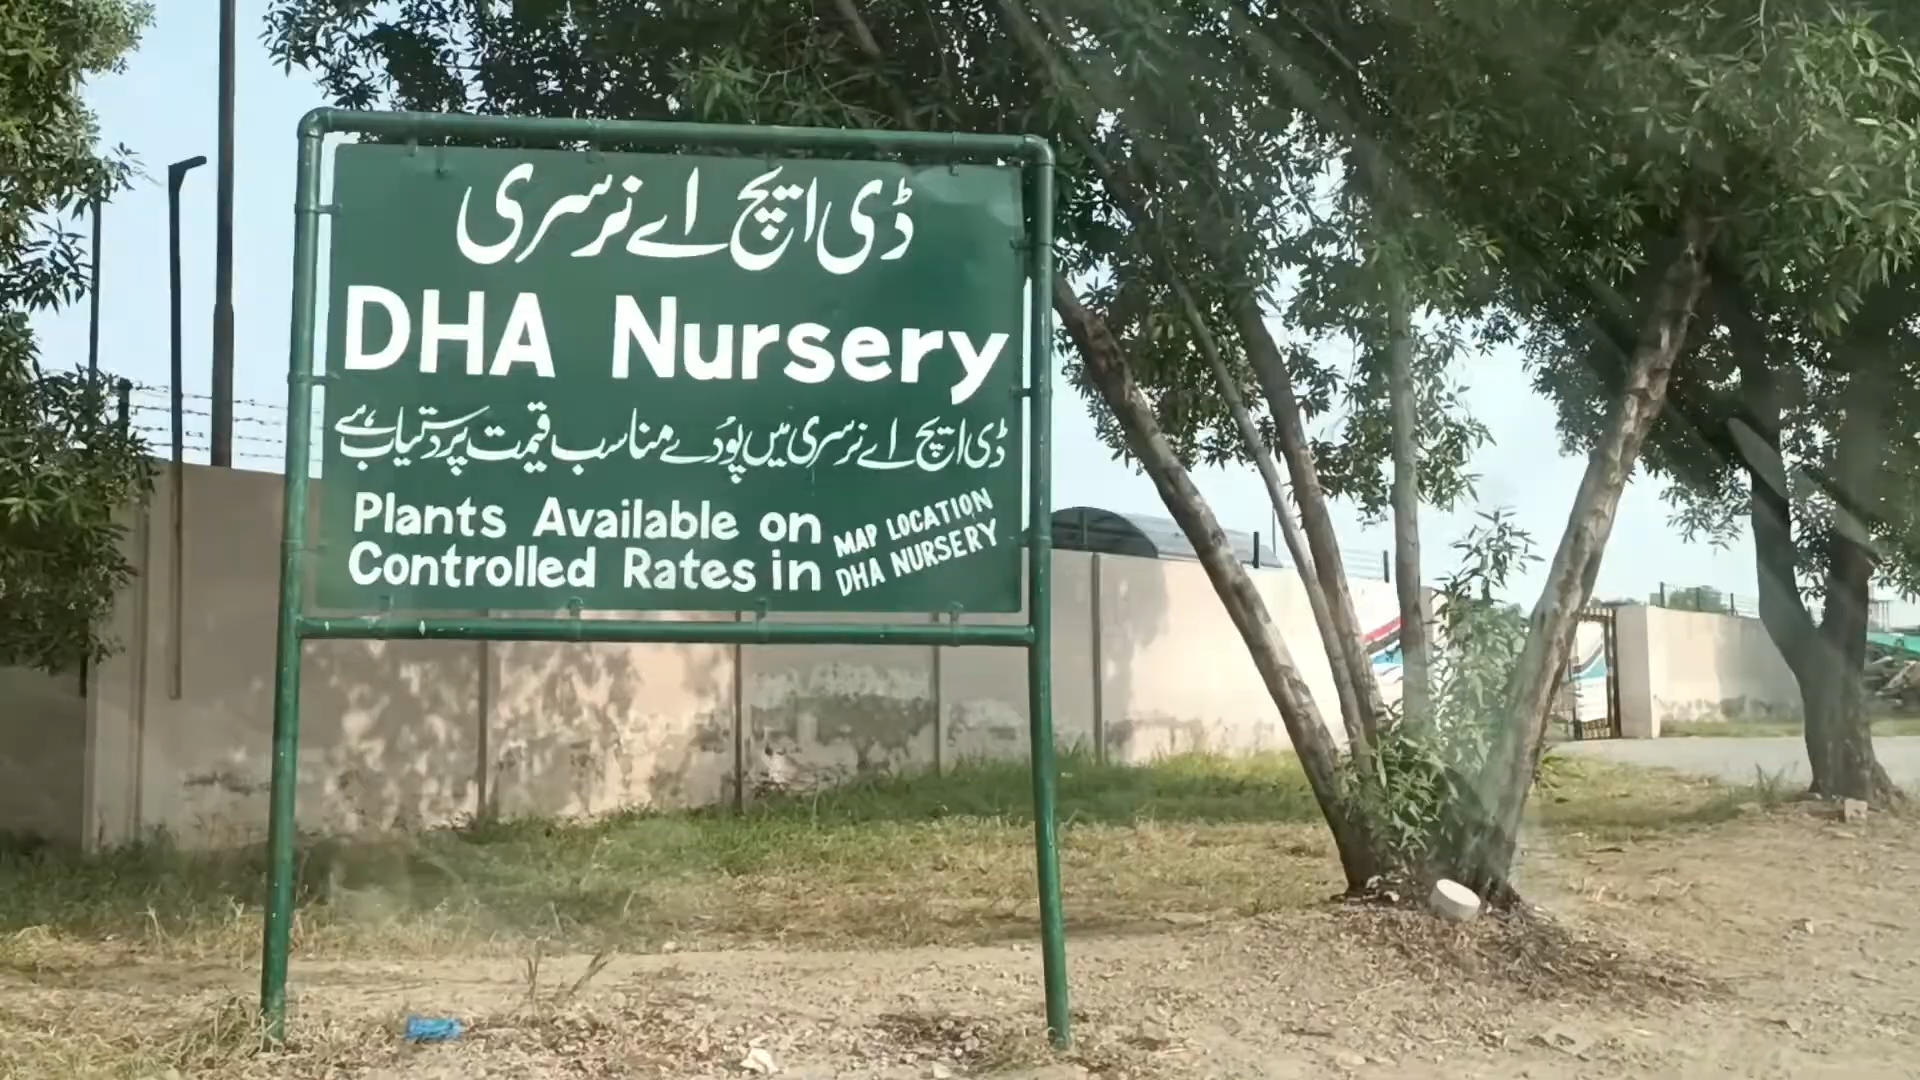 ڈی ایچ اے نرسری
DHA Nursery
ڈی ایچ اے نرسری میں پودے مناسب قیمت پر دستیاب ہے
Plants Available on
Controlled Rates in
MAP LOCATION
DHA NURSERY